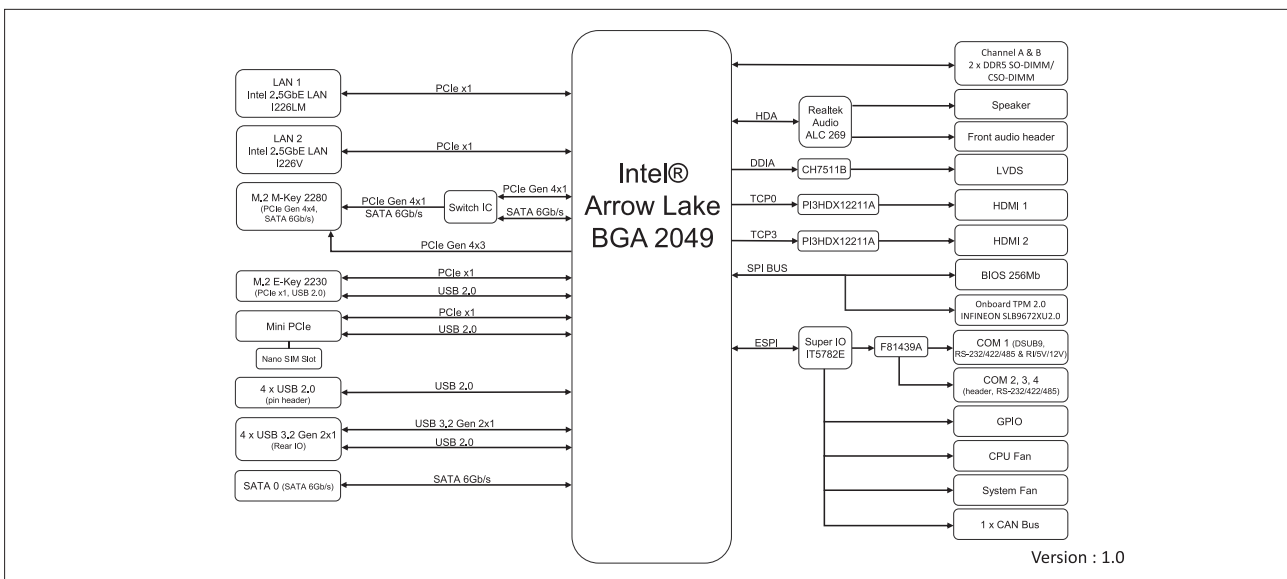 LAN 1
Intel 2.5GbE LAN
I226LM
PCIe x1
LAN 2
Intel 2.5GbE LAN
I226V
PCIe x1
M.2 M-Key 2280
(PCIe Gen 4x4,
SATA 6Gb/s)
PCIe Gen 4x1
SATA 6Gb/s
Switch IC
PCIe Gen 4x1
SATA 6Gb/s
PCIe Gen 4x3
M.2 E-Key 2230
(PCIe x1, USB 2.0)
PCIe x1
USB 2.0
Mini PCIe
PCIe x1
USB 2.0
Nano SIM Slot
4 x USB 2.0
(pin header)
USB 2.0
4 x USB 3.2 Gen 2x1
(Rear IO)
USB 3.2 Gen 2x1
USB 2.0
SATA 0 (SATA 6Gb/s)
SATA 6Gb/s
Intel®
Arrow Lake
BGA 2049
Channel A & B
2 x DDR5 SO-DIMM/
CSO-DIMM
HDA
Realtek
Audio
ALC 269
Speaker
Front audio header
DDIA
CH7511B
LVDS
TCP0
PI3HDX12211A
HDMI 1
TCP3
PI3HDX12211A
HDMI 2
SPI BUS
BIOS 256Mb
Onboard TPM 2.0
INFINEON SLB9672XU2.0
ESPI
Super IO
IT5782E
F81439A
COM 1 (DSUB9,
RS-232/422/485 & RI/5V/12V)
COM 2, 3, 4
(header, RS-232/422/485)
GPIO
CPU Fan
System Fan
1 x CAN Bus
Version : 1.0